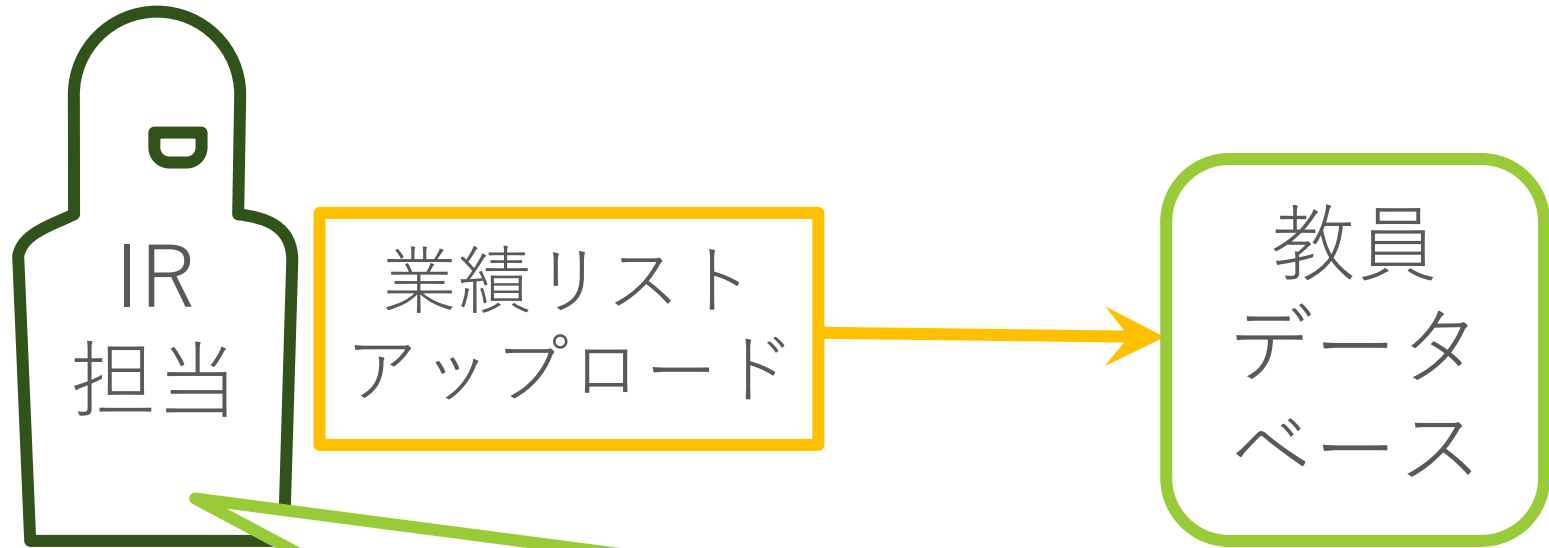 IR
担当
業績リスト
アップロード
教員
データ
ベース